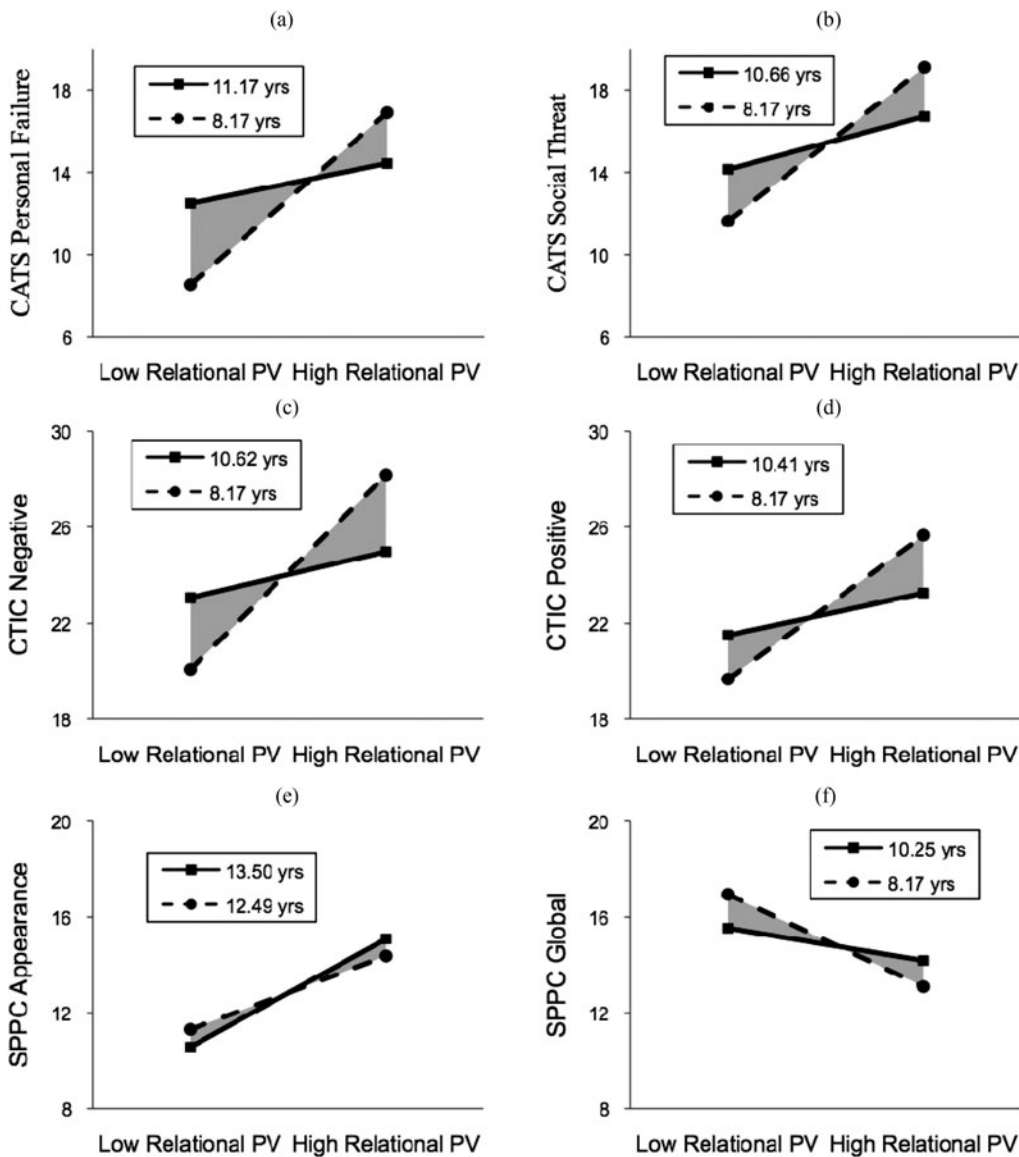 (a)
CATS Personal Failure
18
14
10
6
11.17 yrs
8.17 yrs
Low Relational PV High Relational PV
(b)
CATS Social Threat
18
14
10
6
10.66 yrs
8.17 yrs
Low Relational PV High Relational PV
(c)
CTIC Negative
30
26
22
18
10.62 yrs
8.17 yrs
Low Relational PV High Relational PV
(d)
CTIC Positive
30
26
22
18
10.41 yrs
8.17 yrs
Low Relational PV High Relational PV
(e)
SPPC Appearance
20
16
12
8
13.50 yrs
12.49 yrs
Low Relational PV High Relational PV
(f)
SPPC Global
20
16
12
8
10.25 yrs
8.17 yrs
Low Relational PV High Relational PV